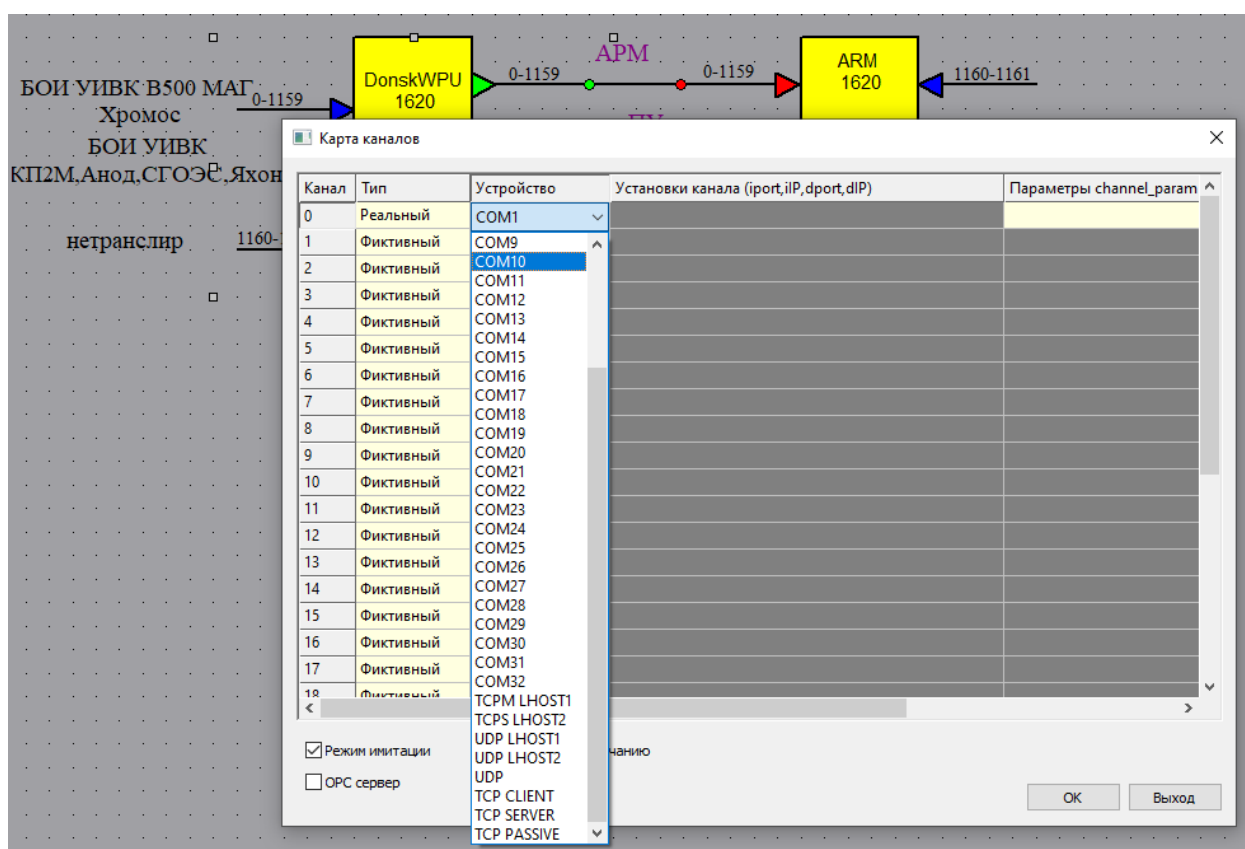 АРМ
DonskWPU
1620
0-1159
0-1159
ARM
1620
1160-1161
БОИ УИВК В500 МАГ
Хромос
0-1159
БОИ УИВК
КП2М,Анод,СГОЭС,Яхон
нетранслир
1160-
Карта каналов
Канал Тип Устройство Установки канала (iport,iIP,dport,dIP) Параметры channel_param
0 Реальный COM1
1 Фиктивный
2 Фиктивный
3 Фиктивный
4 Фиктивный
5 Фиктивный
6 Фиктивный
7 Фиктивный
8 Фиктивный
9 Фиктивный
10 Фиктивный
11 Фиктивный
12 Фиктивный
13 Фиктивный
14 Фиктивный
15 Фиктивный
16 Фиктивный
17 Фиктивный
18 Фиктивный
COM9
COM10
COM11
COM12
COM13
COM14
COM15
COM16
COM17
COM18
COM19
COM20
COM21
COM22
COM23
COM24
COM25
COM26
COM27
COM28
COM29
COM30
COM31
COM32
TCPM LHOST1
TCPS LHOST2
UDP LHOST1
UDP LHOST2
UDP
TCP CLIENT
TCP SERVER
TCP PASSIVE
Режим имитации
чанию
OPC сервер
OK Выход